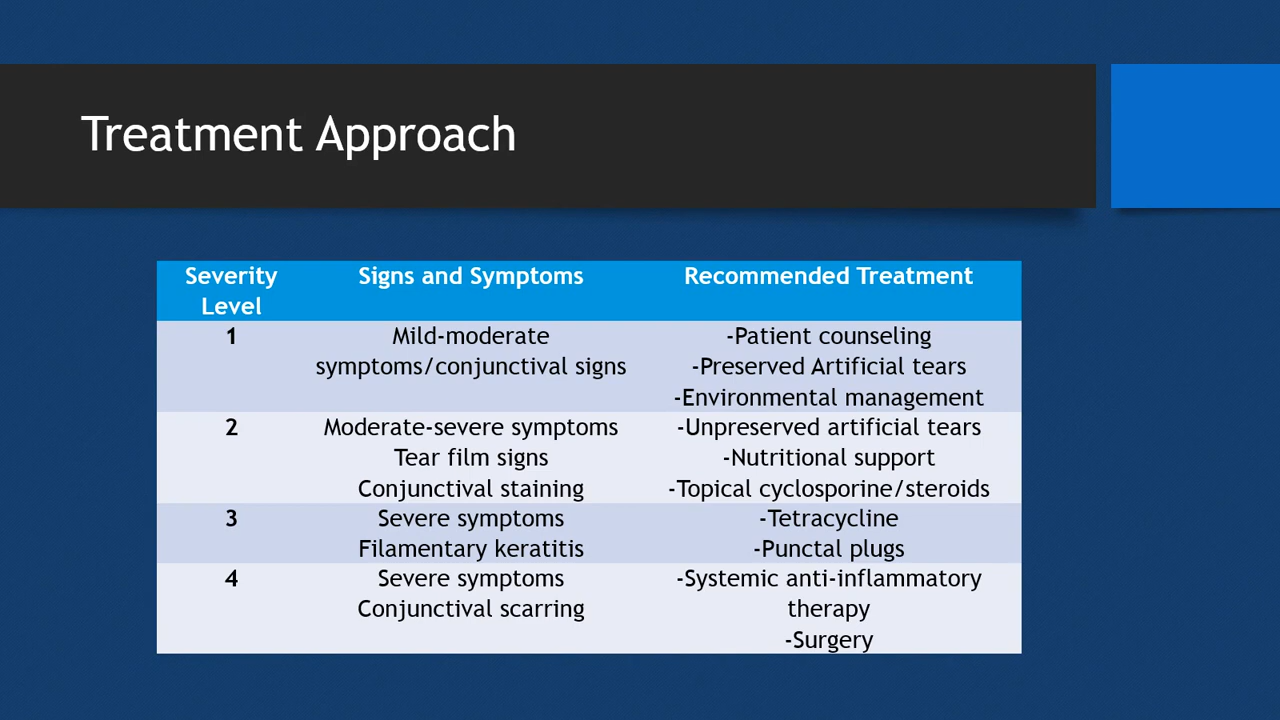 Treatment Approach
Severity Level
Signs and Symptoms
Recommended Treatment
1
Mild-moderate
symptoms/conjunctival signs
-Patient counseling
-Preserved Artificial tears
-Environmental management
2
Moderate-severe symptoms
Tear film signs
Conjunctival staining
-Unpreserved artificial tears
-Nutritional support
-Topical cyclosporine/steroids
3
Severe symptoms
Filamentary keratitis
-Tetracycline
-Punctal plugs
4
Severe symptoms
Conjunctival scarring
-Systemic anti-inflammatory
therapy
-Surgery